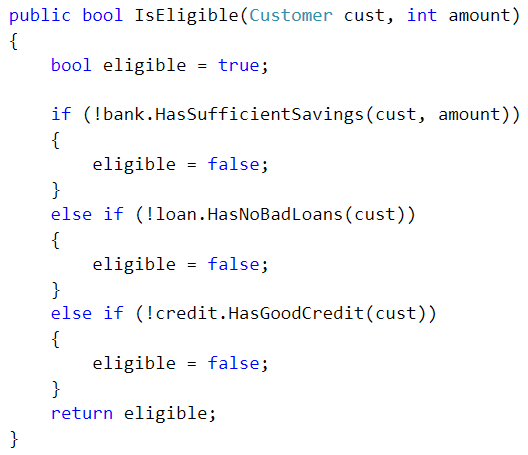 public bool IsEligible(Customer cust, int amount)
{
    bool eligible = true;

    if (!bank.HasSufficientSavings(cust, amount))
    {
        eligible = false;
    }
    else if (!loan.HasNoBadLoans(cust))
    {
        eligible = false;
    }
    else if (!credit.HasGoodCredit(cust))
    {
        eligible = false;
    }
    return eligible;
}